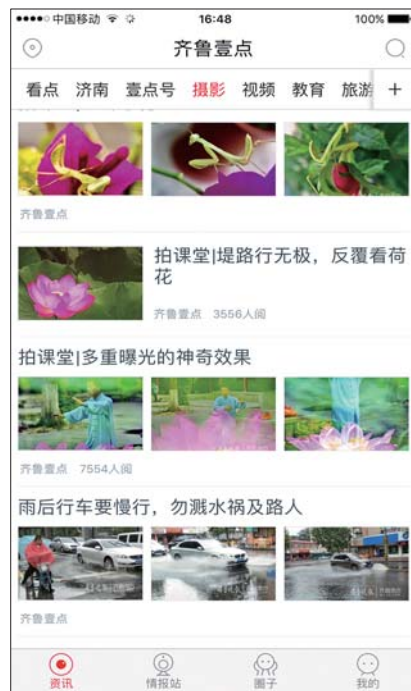 中国移动 16:48 100%
齐鲁壹点
看点 济南 壹点号 摄影 视频 教育 旅游 +
齐鲁壹点
拍课堂|堤路行无极，反覆看荷
花
齐鲁壹点 3556人阅
拍课堂|多重曝光的神奇效果
齐鲁壹点 7554人阅
雨后行车要慢行，勿溅水祸及路
人
齐鲁壹点
资讯 情报站 圈子 我的